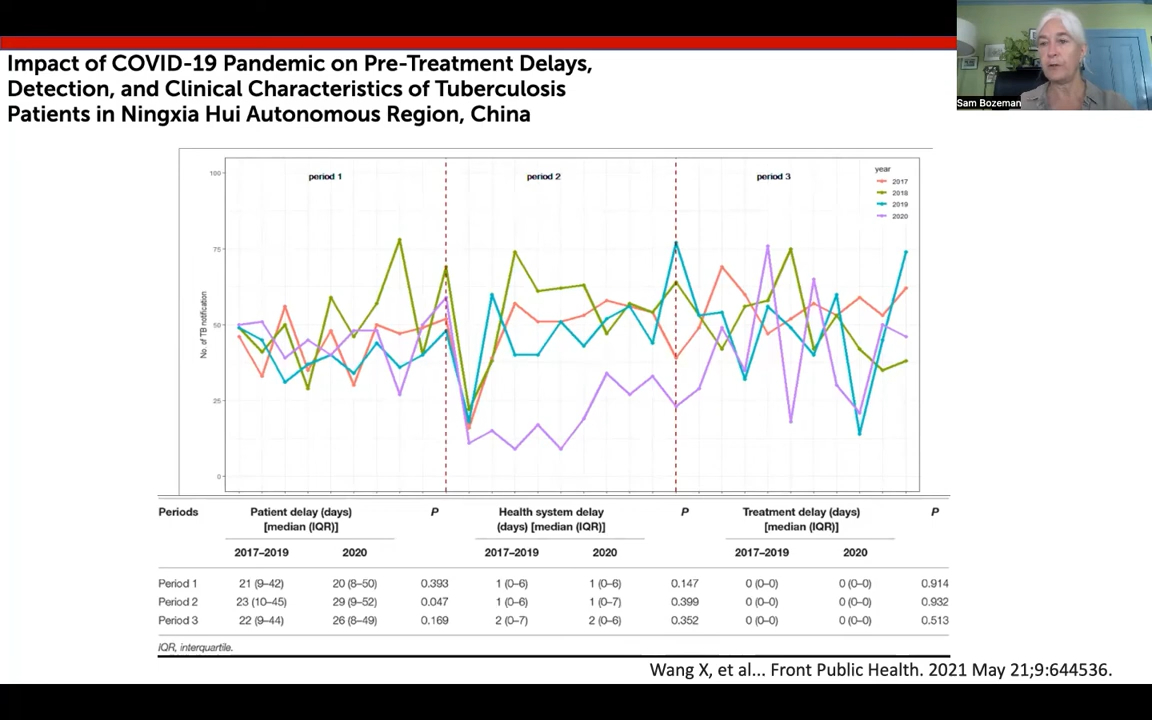 Impact of COVID-19 Pandemic on Pre-Treatment Delays,
Detection, and Clinical Characteristics of Tuberculosis
Patients in Ningxia Hui Autonomous Region, China
Sam Bozeman
period 1 period 2 period 3
year
2017
2018
2019
2020
100
75
50
25
0
No. of TB notification
Periods Patient delay (days) P Health system delay P Treatment delay (days) P
[median (IQR)] (days) [median (IQR)] [median (IQR)]
2017–2019 2020 2017–2019 2020 2017–2019 2020
Period 1 21 (9–42) 20 (8–50) 0.393 1 (0–6) 1 (0–6) 0.147 0 (0–0) 0 (0–0) 0.914
Period 2 23 (10–45) 29 (9–52) 0.047 1 (0–6) 1 (0–7) 0.399 0 (0–0) 0 (0–0) 0.932
Period 3 22 (9–44) 26 (8–49) 0.169 2 (0–7) 2 (0–6) 0.352 0 (0–0) 0 (0–0) 0.513
IQR, interquartile.
Wang X, et al... Front Public Health. 2021 May 21;9:644536.